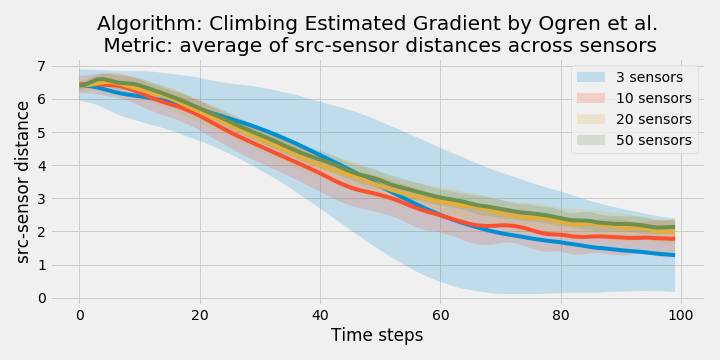 Algorithm: Climbing Estimated Gradient by Ogren et al.
Metric: average of src-sensor distances across sensors
7
6
5
4
3
2
1
0
src-sensor distance
3 sensors
10 sensors
20 sensors
50 sensors
0 20 40 60 80 100
Time steps